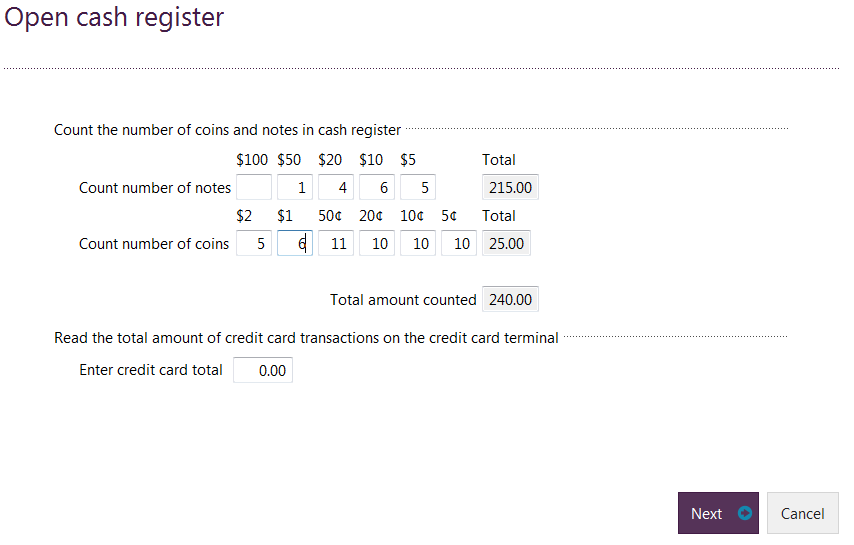 Open cash register
Count the number of coins and notes in cash register
$100 $50 $20 $10 $5 Total
Count number of notes 1 4 6 5 215.00
$2 $1 50¢ 20¢ 10¢ 5¢ Total
Count number of coins 5 6 11 10 10 10 25.00
Total amount counted 240.00
Read the total amount of credit card transactions on the credit card terminal
Enter credit card total 0.00
Next Cancel